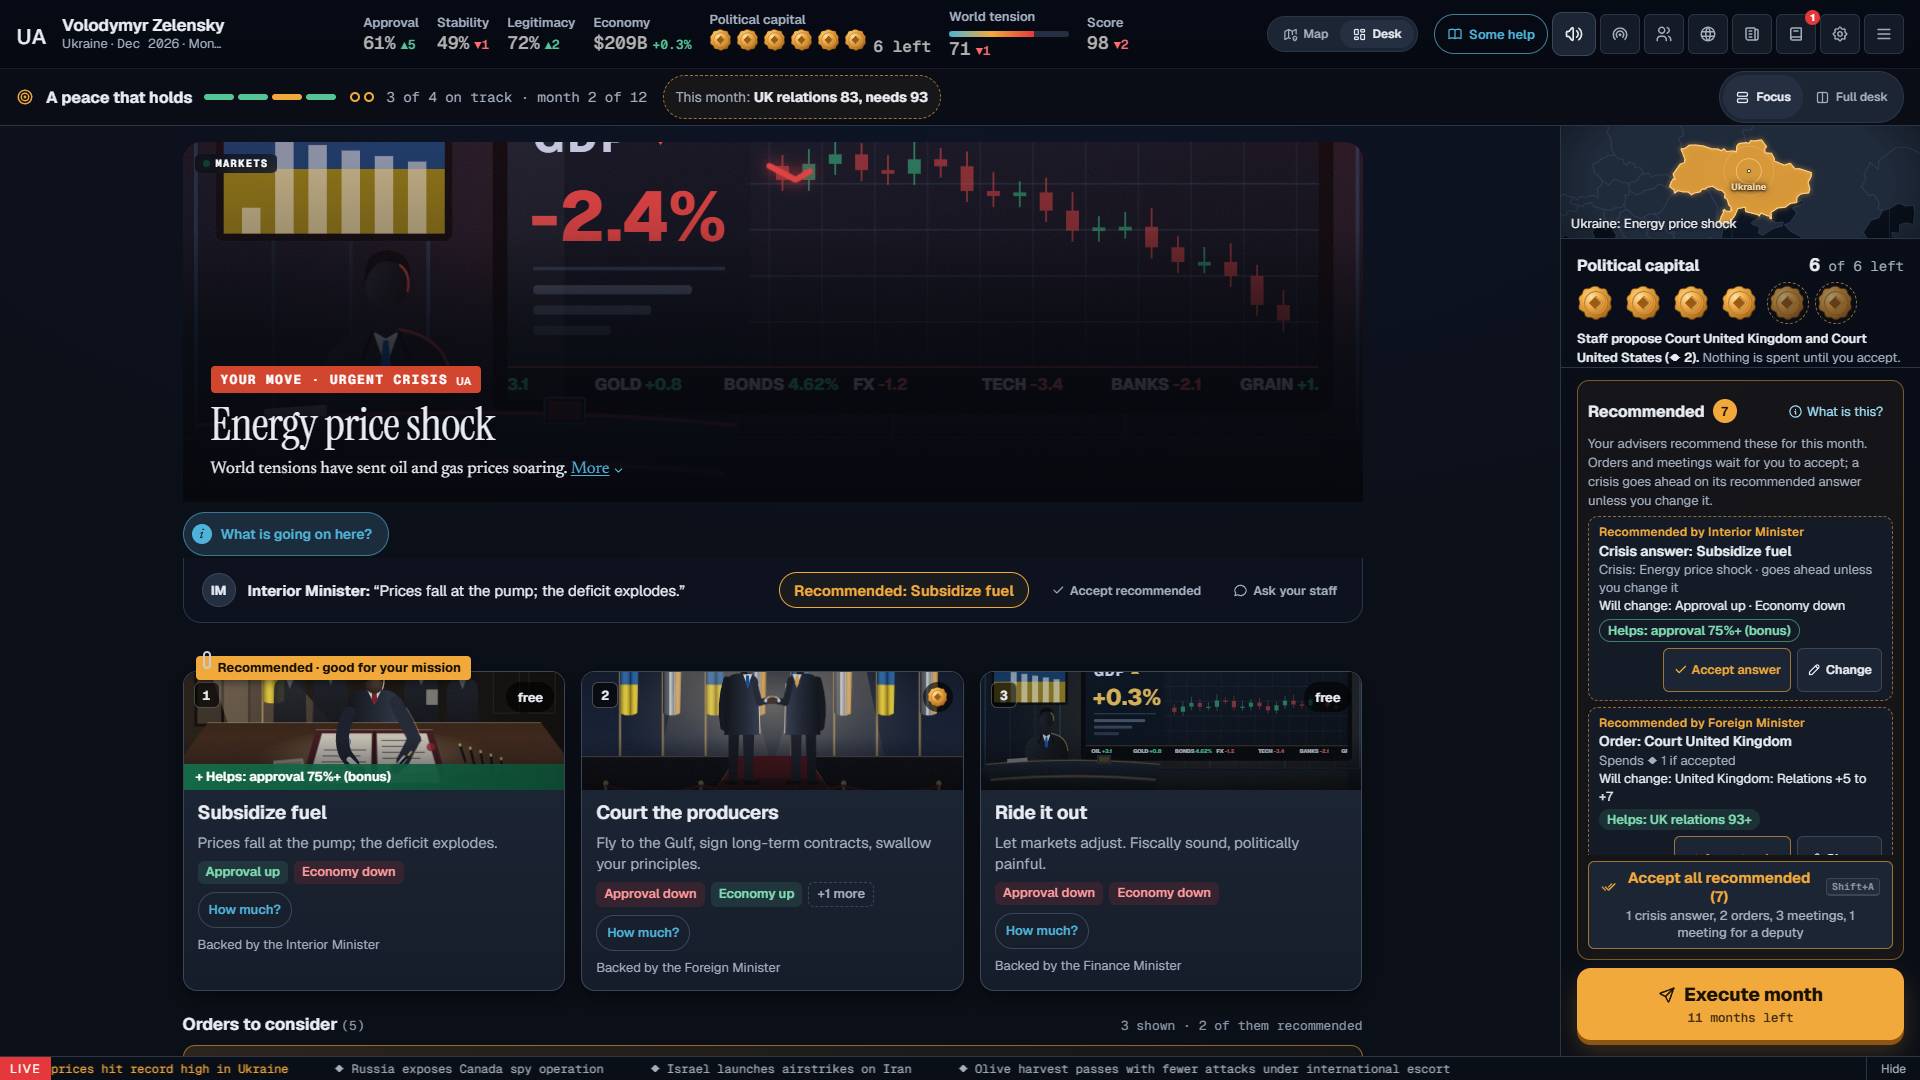 UA
Volodymyr Zelensky
Ukraine · Dec 2026 · Mon…
Approval
61% ▴5
Stability
49% ▾1
Legitimacy
72% ▴2
Economy
$209B +0.3%
Political capital
6 left
World tension
71 ▾1
Score
98 ▾2
Map
Desk
Some help
1
A peace that holds
3 of 4 on track · month 2 of 12
This month: UK relations 83, needs 93
Focus
Full desk
MARKETS
-2.4%
3.1 GOLD +0.8 BONDS 4.62% FX -1.2 TECH -3.4 BANKS -2.1 GRAIN +1.
YOUR MOVE · URGENT CRISIS UA
Energy price shock
World tensions have sent oil and gas prices soaring. More
What is going on here?
IM
Interior Minister: “Prices fall at the pump; the deficit explodes.”
Recommended: Subsidize fuel
Accept recommended
Ask your staff
Recommended · good for your mission
1
free
+ Helps: approval 75%+ (bonus)
Subsidize fuel
Prices fall at the pump; the deficit explodes.
Approval up
Economy down
How much?
Backed by the Interior Minister
2
Court the producers
Fly to the Gulf, sign long-term contracts, swallow
your principles.
Approval down
Economy up
+1 more
How much?
Backed by the Foreign Minister
3
+0.3%
free
Ride it out
Let markets adjust. Fiscally sound, politically
painful.
Approval down
Economy down
How much?
Backed by the Finance Minister
Orders to consider (5)
3 shown · 2 of them recommended
Ukraine
Ukraine: Energy price shock
Political capital
6 of 6 left
Staff propose Court United Kingdom and Court
United States (◆ 2). Nothing is spent until you accept.
Recommended 7
What is this?
Your advisers recommend these for this month.
Orders and meetings wait for you to accept; a
crisis goes ahead on its recommended answer
unless you change it.
Recommended by Interior Minister
Crisis answer: Subsidize fuel
Crisis: Energy price shock · goes ahead unless
you change it
Will change: Approval up · Economy down
Helps: approval 75%+ (bonus)
Accept answer
Change
Recommended by Foreign Minister
Order: Court United Kingdom
Spends ◆ 1 if accepted
Will change: United Kingdom: Relations +5 to
+7
Helps: UK relations 93+
Accept all recommended
(7)
Shift+A
1 crisis answer, 2 orders, 3 meetings, 1
meeting for a deputy
Execute month
11 months left
LIVE
prices hit record high in Ukraine ◆ Russia exposes Canada spy operation ◆ Israel launches airstrikes on Iran ◆ Olive harvest passes with fewer attacks under international escort
Hide